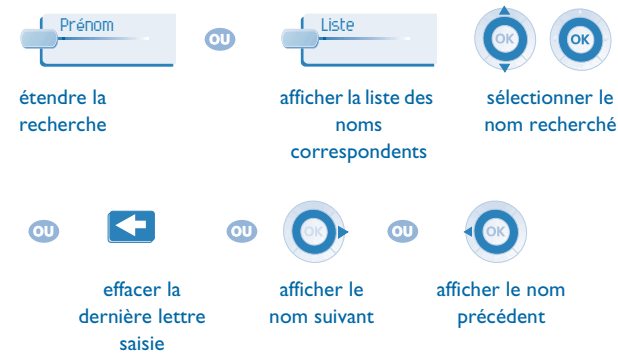 Prénom
OU
Liste
OK
OK
étendre la
recherche
afficher la liste des
noms
correspondents
sélectionner le
nom recherché
OU
OU
OK
OU
OK
effacer la
dernière lettre
saisie
afficher le
nom suivant
afficher le nom
précédent